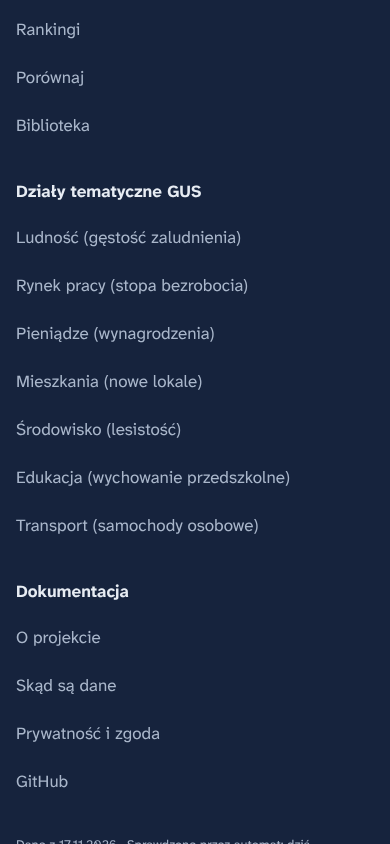 Rankingi
Porównaj
Biblioteka
Działy tematyczne GUS
Ludność (gęstość zaludnienia)
Rynek pracy (stopa bezrobocia)
Pieniądze (wynagrodzenia)
Mieszkania (nowe lokale)
Środowisko (lesistość)
Edukacja (wychowanie przedszkolne)
Transport (samochody osobowe)
Dokumentacja
O projekcie
Skąd są dane
Prywatność i zgoda
GitHub